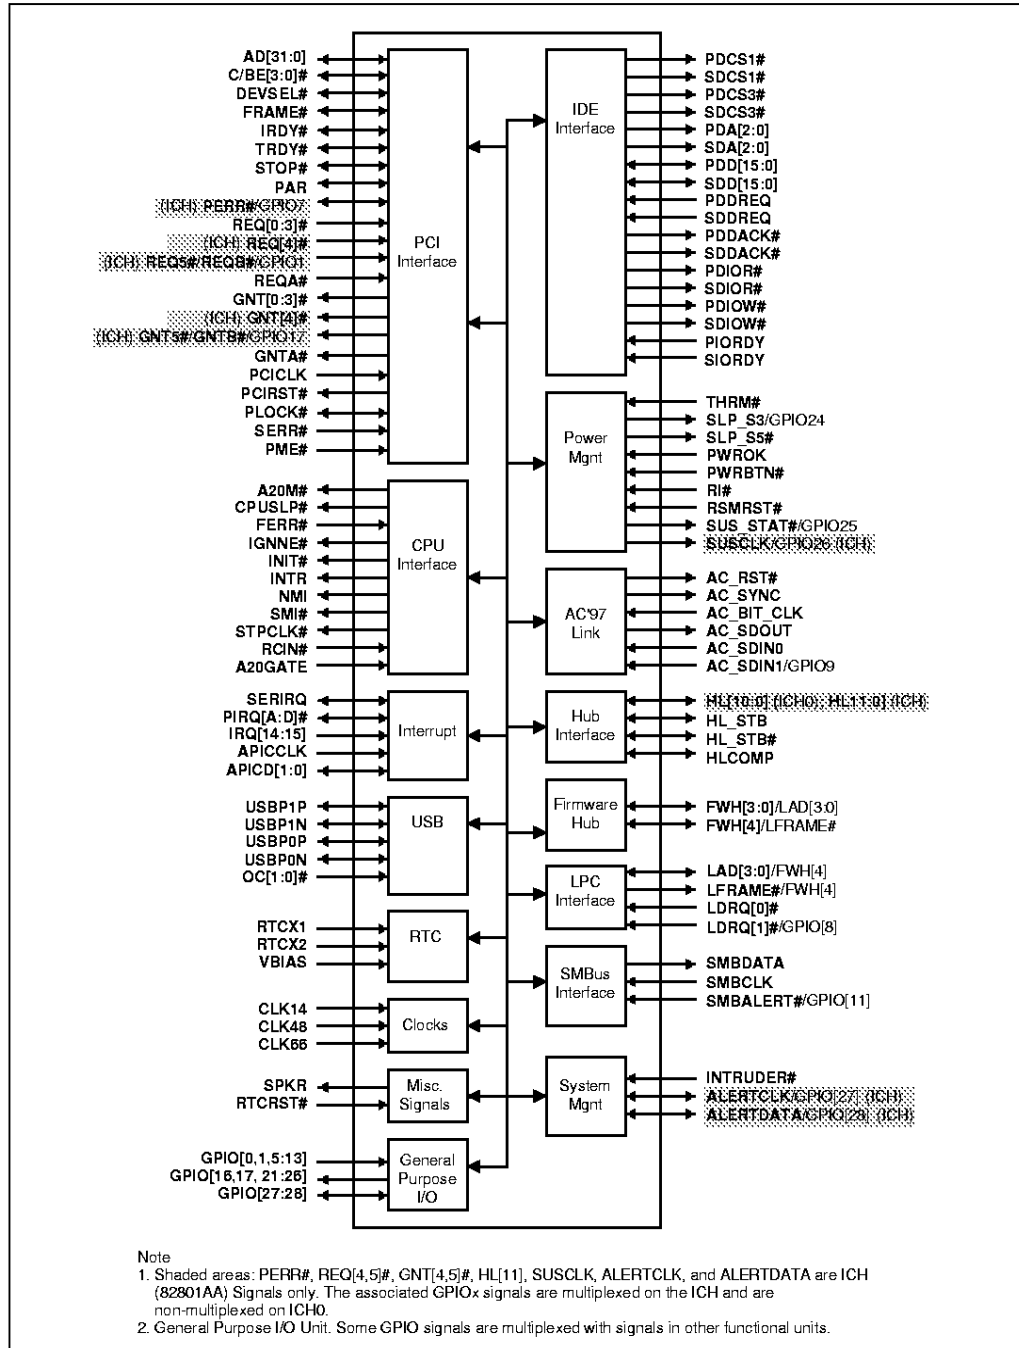 AD[31:0]
C/BE[3:0]#
DEVSEL#
FRAME#
IRDY#
TRDY#
STOP#
PAR
(ICH) PERR#/GPIO7
REQ[0:3]#
(ICH) REQ[4]#
(ICH) REQ5#/REQB#/GPIO1
REQA#
GNT[0:3]#
(ICH) GNT[4]#
(ICH) GNT5#/GNTB#/GPIO17
GNTA#
PCICLK
PCIRST#
PLOCK#
SERR#
PME#
PCI
Interface
A20M#
CPUSLP#
FERR#
IGNNE#
INIT#
INTR
NMI
SMI#
STPCLK#
RCIN#
A20GATE
CPU
Interface
SERIRQ
PIRQ[A:D]#
IRQ[14:15]
APICCLK
APICD[1:0]
Interrupt
USBP1P
USBP1N
USBP0P
USBP0N
OC[1:0]#
USB
RTCX1
RTCX2
VBIAS
RTC
CLK14
CLK48
CLK66
Clocks
SPKR
RTCRST#
Misc.
Signals
GPIO[0,1,5:13]
GPIO[16,17, 21:26]
GPIO[27:28]
General
Purpose
I/O
IDE
Interface
PDCS1#
SDCS1#
PDCS3#
SDCS3#
PDA[2:0]
SDA[2:0]
PDD[15:0]
SDD[15:0]
PDDREQ
SDDREQ
PDDACK#
SDDACK#
PDIOR#
SDIOR#
PDIOW#
SDIOW#
PIORDY
SIORDY
Power
Mgnt
THRM#
SLP_S3/GPIO24
SLP_S5#
PWROK
PWRBTN#
RI#
RSMRST#
SUS_STAT#/GPIO25
SUSCLK/GPIO26 (ICH)
AC'97
Link
AC_RST#
AC_SYNC
AC_BIT_CLK
AC_SDOUT
AC_SDIN0
AC_SDIN1/GPIO9
Hub
Interface
HL[10:0] (ICH0); HL11:0] (ICH)
HL_STB
HL_STB#
HLCOMP
Firmware
Hub
FWH[3:0]/LAD[3:0]
FWH[4]/LFRAME#
LPC
Interface
LAD[3:0]/FWH[4]
LFRAME#/FWH[4]
LDRQ[0]#
LDRQ[1]#/GPIO[8]
SMBus
Interface
SMBDATA
SMBCLK
SMBALERT#/GPIO[11]
System
Mgnt
INTRUDER#
ALERTCLK/GPIO[27] (ICH)
ALERTDATA/GPIO[28] (ICH)
Note
1. Shaded areas: PERR#, REQ[4,5]#, GNT[4,5]#, HL[11], SUSCLK, ALERTCLK, and ALERTDATA are ICH
(82801AA) Signals only. The associated GPIOx signals are multiplexed on the ICH and are
non-multiplexed on ICH0.
2. General Purpose I/O Unit. Some GPIO signals are multiplexed with signals in other functional units.